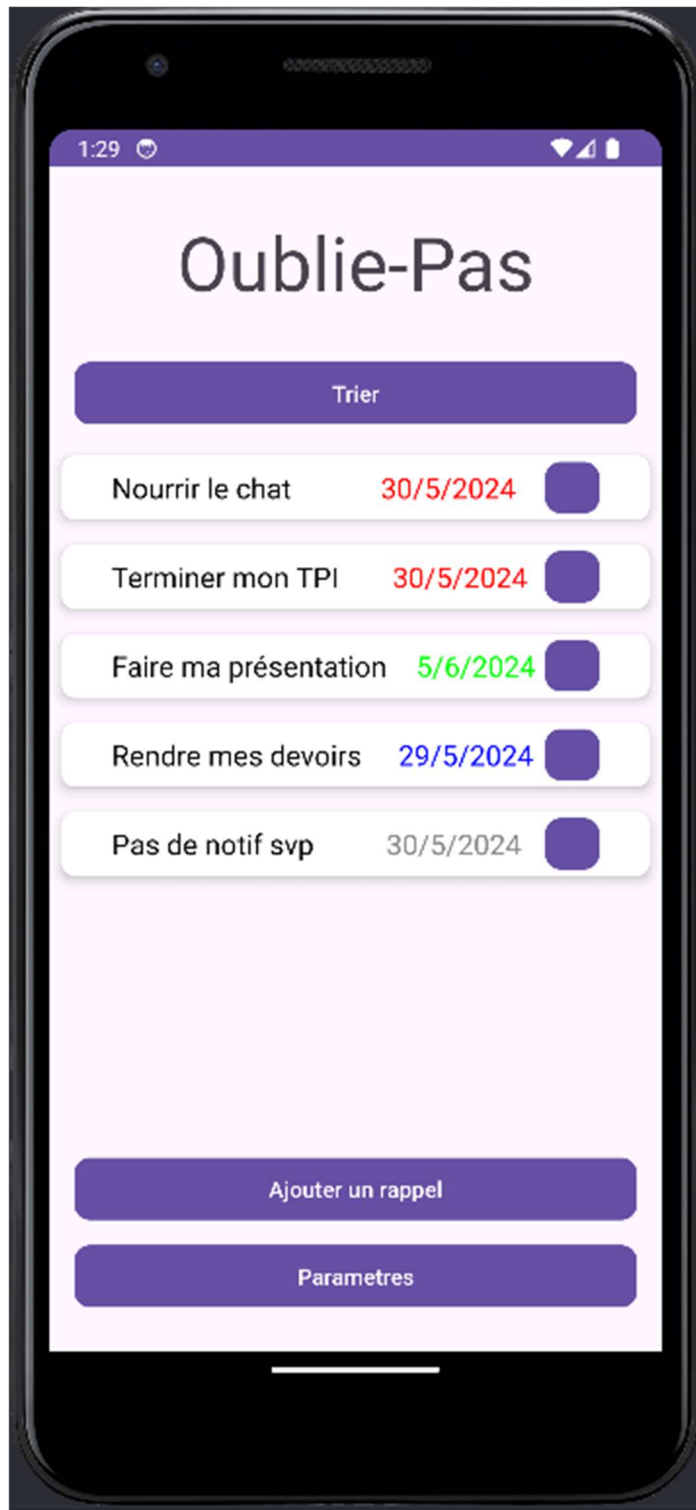 1:29
Oublie-Pas
Trier
Nourrir le chat 30/5/2024
Terminer mon TPI 30/5/2024
Faire ma présentation 5/6/2024
Rendre mes devoirs 29/5/2024
Pas de notif svp 30/5/2024
Ajouter un rappel
Parametres